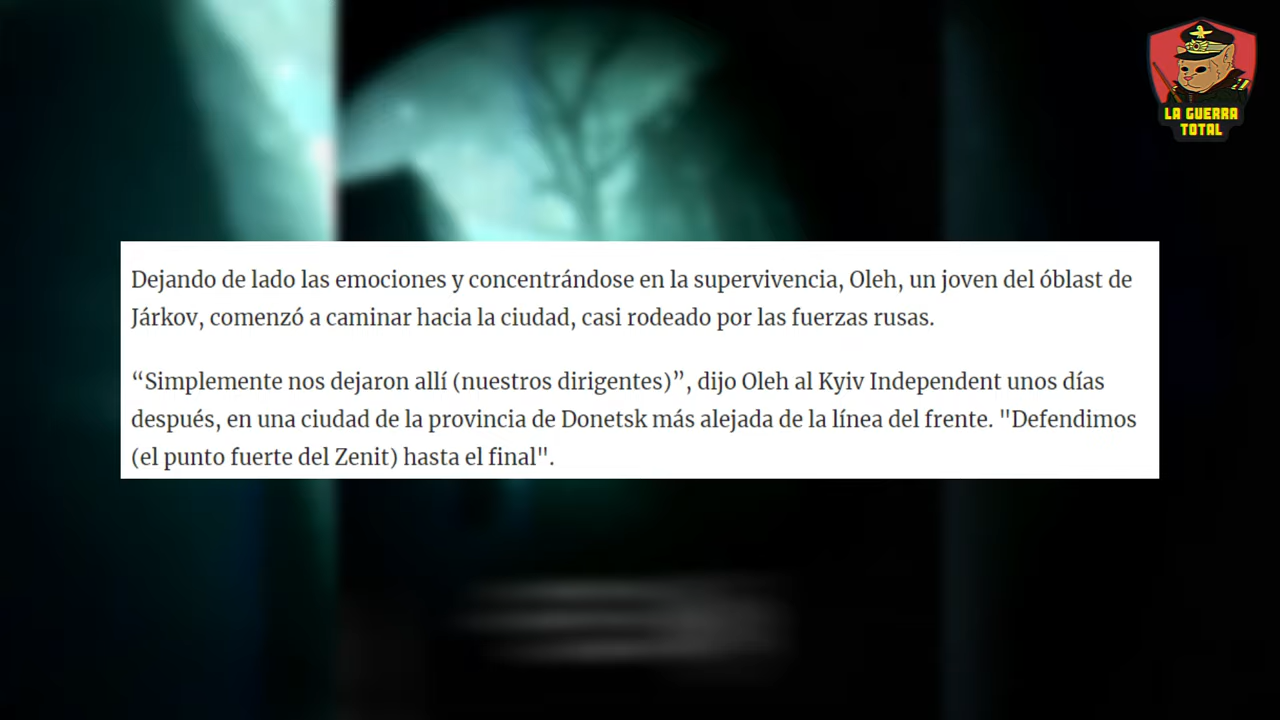 LA GUERRA
TOTAL
Dejando de lado las emociones y concentrándose en la supervivencia, Oleh, un joven del óblast de
Járkov, comenzó a caminar hacia la ciudad, casi rodeado por las fuerzas rusas.
“Simplemente nos dejaron allí (nuestros dirigentes)”, dijo Oleh al Kyiv Independent unos días
después, en una ciudad de la provincia de Donetsk más alejada de la línea del frente. "Defendimos
(el punto fuerte del Zenit) hasta el final".